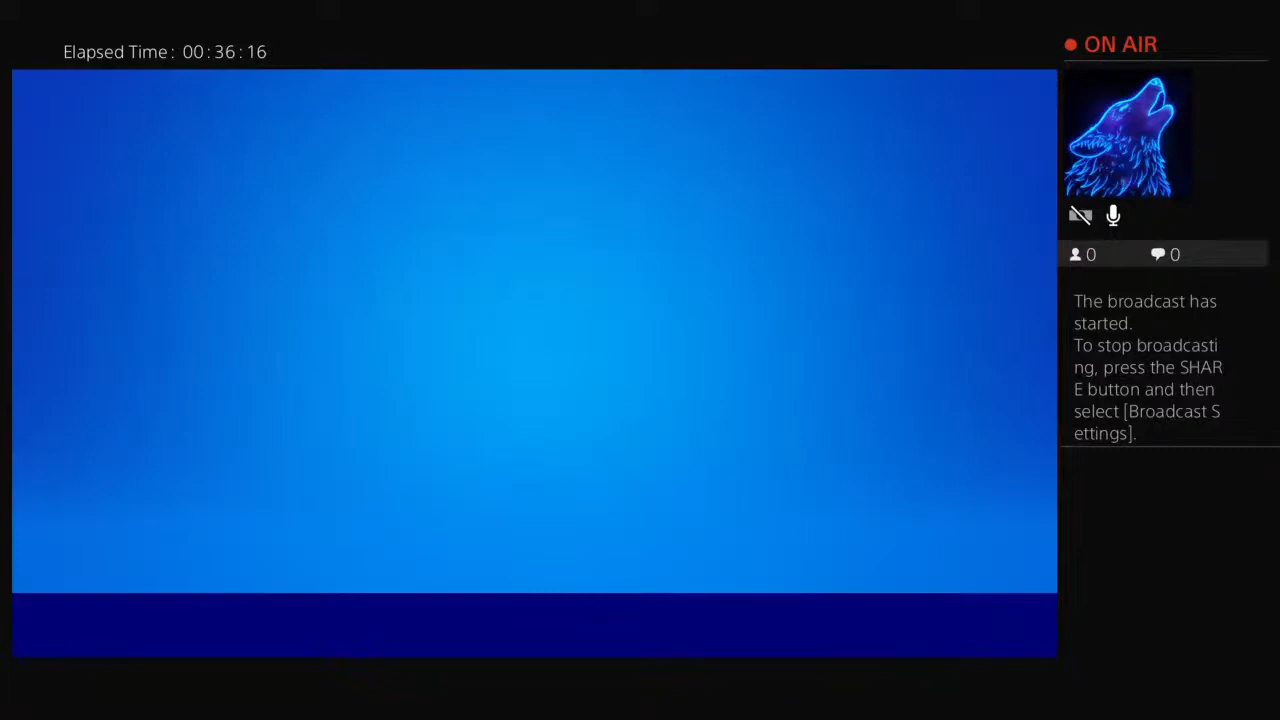 Elapsed Time: 00:36:16
ON AIR
0 0
The broadcast has
started.
To stop broadcasti
ng, press the SHAR
E button and then
select [Broadcast S
ettings].